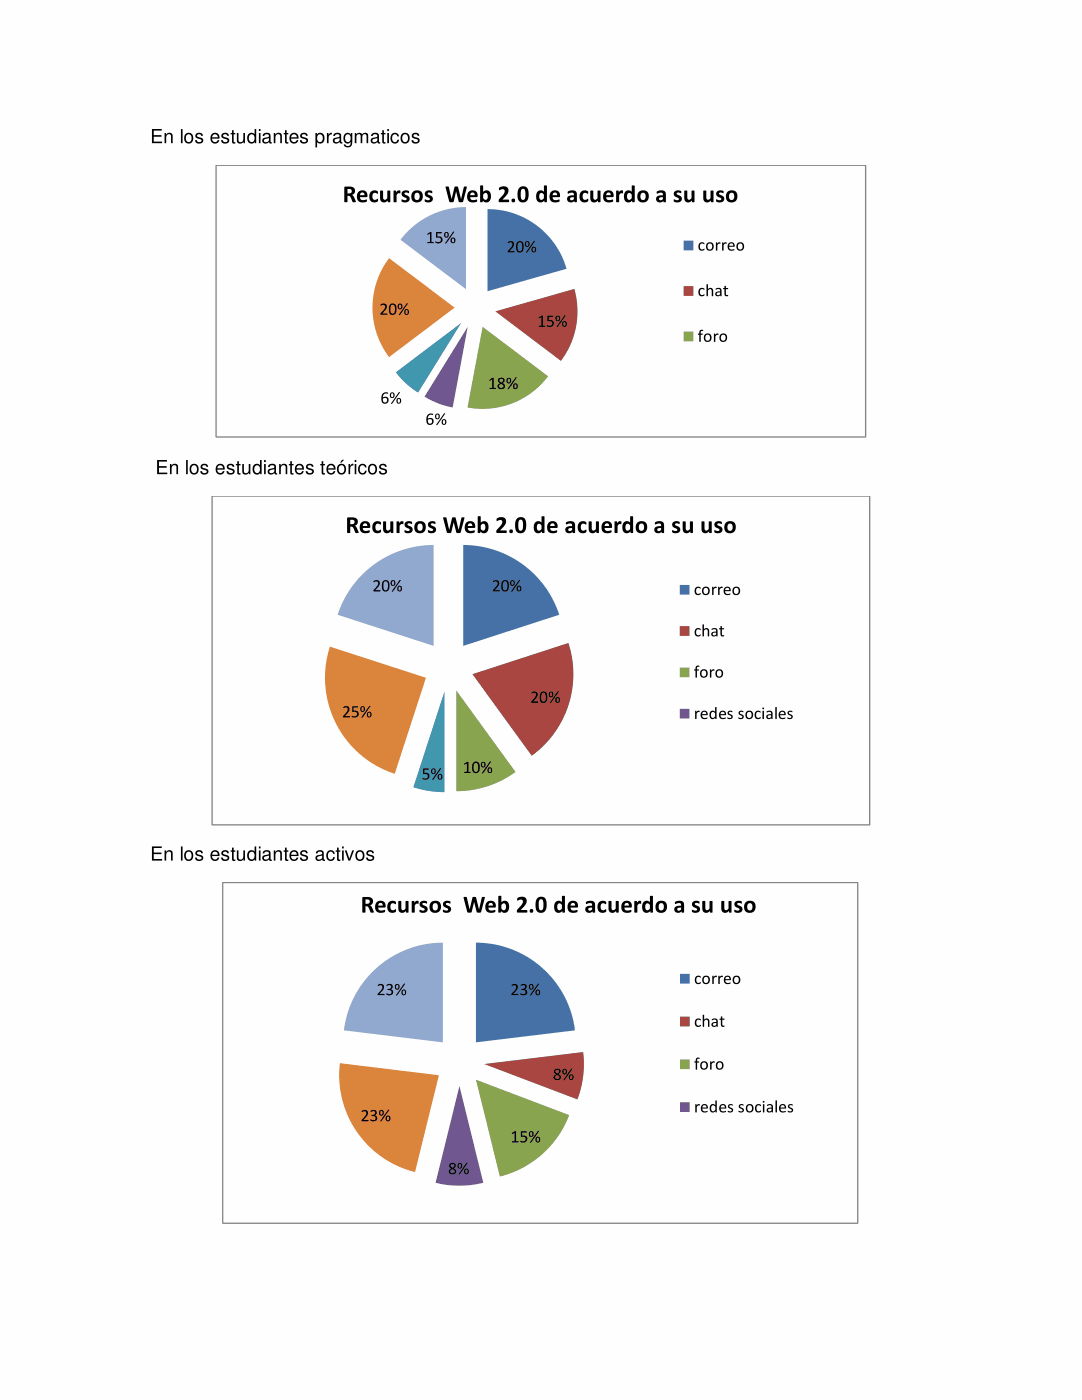 En los estudiantes pragmaticos
Recursos  Web 2.0 de acuerdo a su uso
15%
20%
correo
20%
15%
chat
foro
18%
6%
6%
En los estudiantes teóricos
Recursos Web 2.0 de acuerdo a su uso
20%
20%
correo
chat
foro
20%
redes sociales
25%
5%
10%
En los estudiantes activos
Recursos  Web 2.0 de acuerdo a su uso
23%
23%
correo
chat
foro
8%
redes sociales
23%
15%
8%